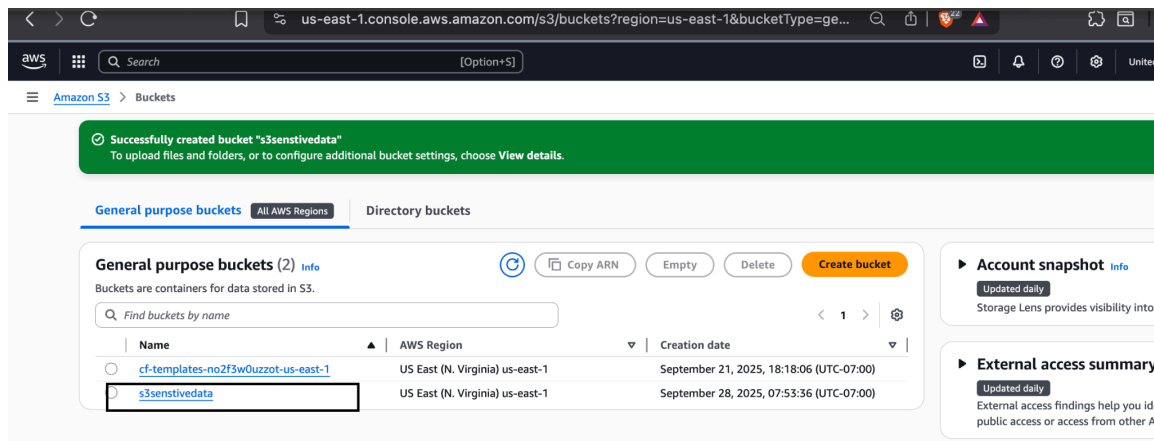 us-east-1.console.aws.amazon.com/s3/buckets?region=us-east-1&bucketType=ge...
22
aws
Search [Option+S]
Amazon S3 > Buckets
Successfully created bucket "s3senstivedata"
To upload files and folders, or to configure additional bucket settings, choose View details.
General purpose buckets All AWS Regions Directory buckets
General purpose buckets (2) Info Copy ARN Empty Delete Create bucket
Buckets are containers for data stored in S3.
Find buckets by name
1
Name AWS Region Creation date
cf-templates-no2f3w0uzzot-us-east-1 US East (N. Virginia) us-east-1 September 21, 2025, 18:18:06 (UTC-07:00)
s3senstivedata US East (N. Virginia) us-east-1 September 28, 2025, 07:53:36 (UTC-07:00)
Account snapshot Info
Updated daily
Storage Lens provides visibility into
External access summary
Updated daily
External access findings help you
public access or access from other